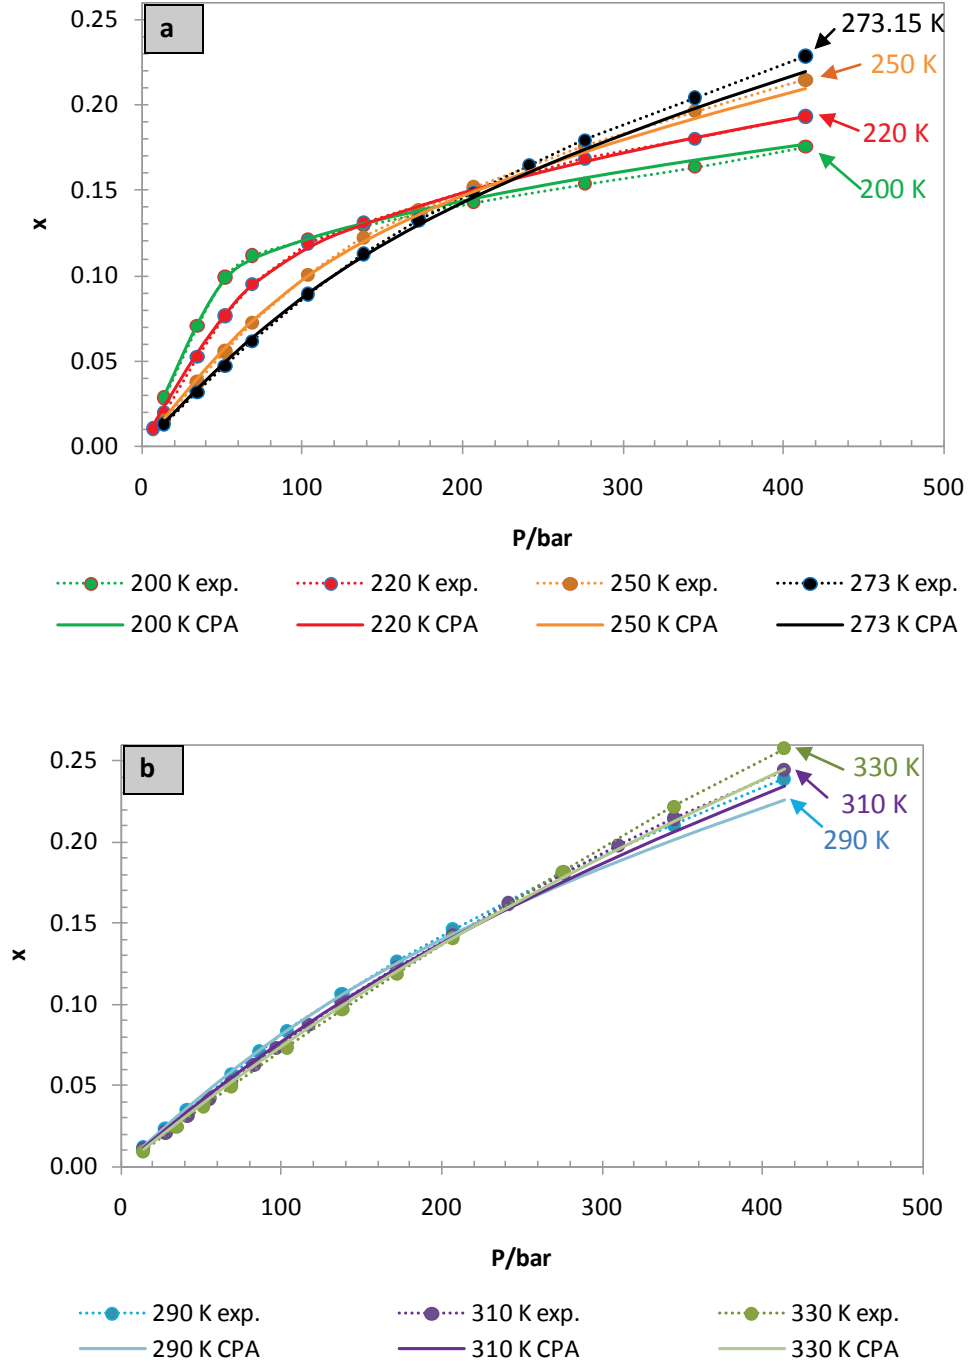 a
273.15 K
250 K
220 K
200 K
0.25
0.20
0.15
0.10
0.05
0.00
x
0 100 200 300 400 500
P/bar
200 K exp. 220 K exp. 250 K exp. 273 K exp.
200 K CPA 220 K CPA 250 K CPA 273 K CPA
b
330 K
310 K
290 K
0.25
0.20
0.15
0.10
0.05
0.00
x
0 100 200 300 400 500
P/bar
290 K exp. 310 K exp. 330 K exp.
290 K CPA 310 K CPA 330 K CPA